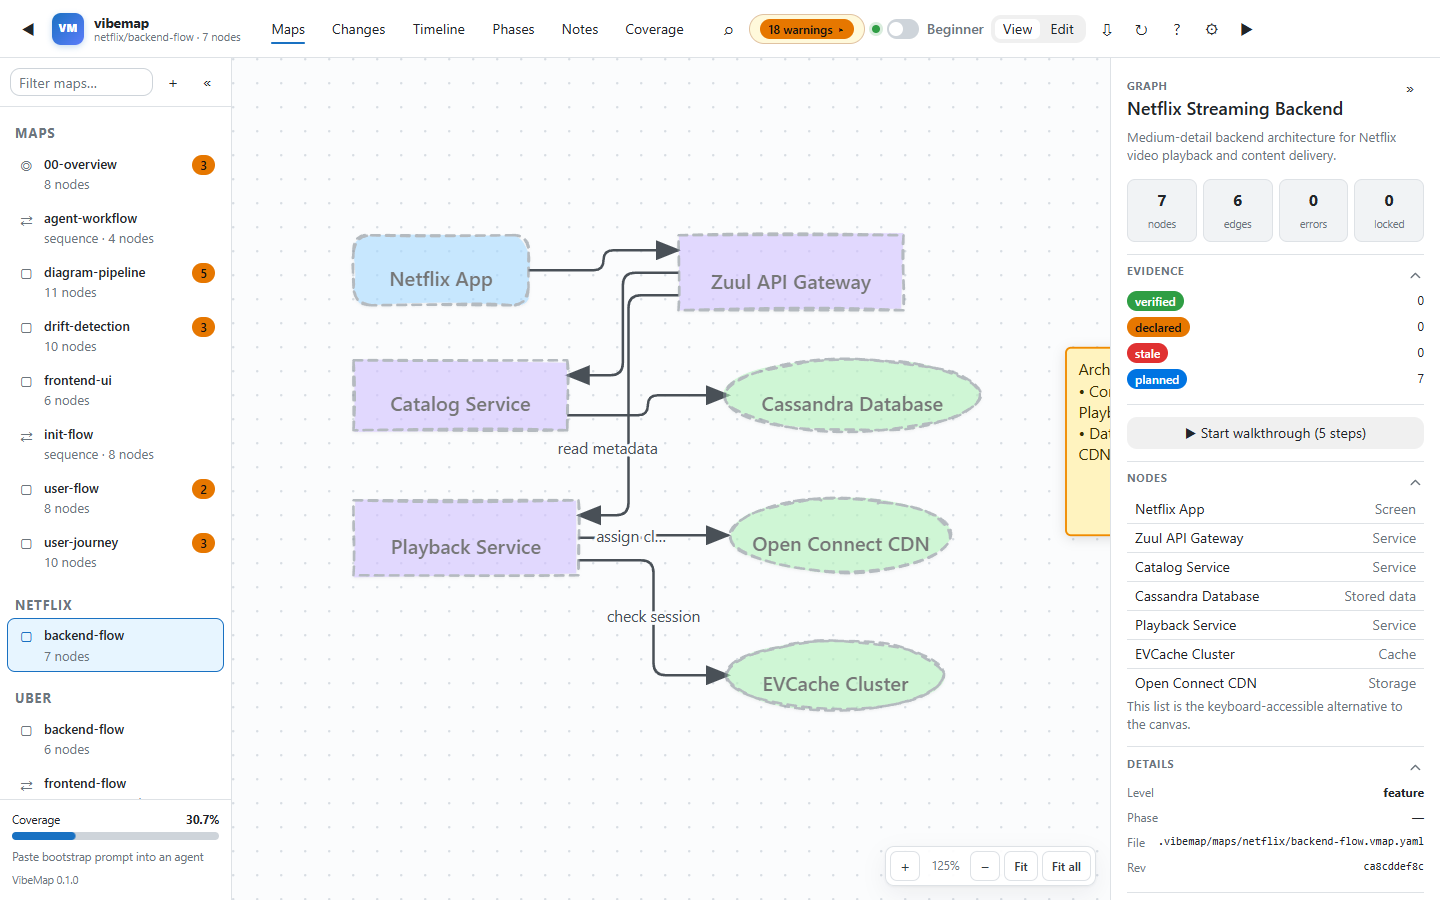 VM
vibemap
netflix/backend-flow · 7 nodes
Maps
Changes
Timeline
Phases
Notes
Coverage
18 warnings
Beginner
View
Edit
?
Filter maps...
+
«
MAPS
00-overview
3
8 nodes
agent-workflow
sequence · 4 nodes
diagram-pipeline
5
11 nodes
drift-detection
3
10 nodes
frontend-ui
6 nodes
init-flow
sequence · 8 nodes
user-flow
2
8 nodes
user-journey
3
10 nodes
NETFLIX
backend-flow
7 nodes
UBER
backend-flow
6 nodes
frontend-flow
Coverage
30.7%
Paste bootstrap prompt into an agent
VibeMap 0.1.0
Netflix App
Zuul API Gateway
Catalog Service
Cassandra Database
read metadata
Playback Service
assign cl...
Open Connect CDN
check session
EVCache Cluster
Arch
• Co
Playb
• Dat
CDN
+
125%
−
Fit
Fit all
GRAPH
»
Netflix Streaming Backend
Medium-detail backend architecture for Netflix
video playback and content delivery.
7
nodes
6
edges
0
errors
0
locked
EVIDENCE
verified
0
declared
0
stale
0
planned
7
▶ Start walkthrough (5 steps)
NODES
Netflix App
Screen
Zuul API Gateway
Service
Catalog Service
Service
Cassandra Database
Stored data
Playback Service
Service
EVCache Cluster
Cache
Open Connect CDN
Storage
This list is the keyboard-accessible alternative to
the canvas.
DETAILS
Level
feature
Phase
—
File
.vibemap/maps/netflix/backend-flow.vmap.yaml
Rev
ca8cddef8c